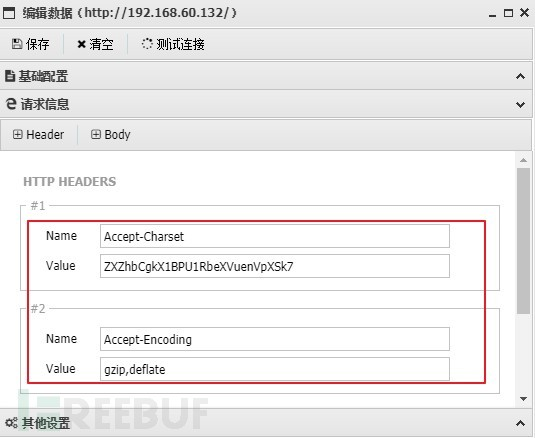 编辑数据 (http://192.168.60.132/)
保存 清空 测试连接
基础配置
请求信息
Header Body
HTTP HEADERS
#1
Name Accept-Charset
Value ZXZhbCgkX1BPU1RbeXVuenVpXSk7
#2
Name Accept-Encoding
Value gzip,deflate
REEBUF
其他设置